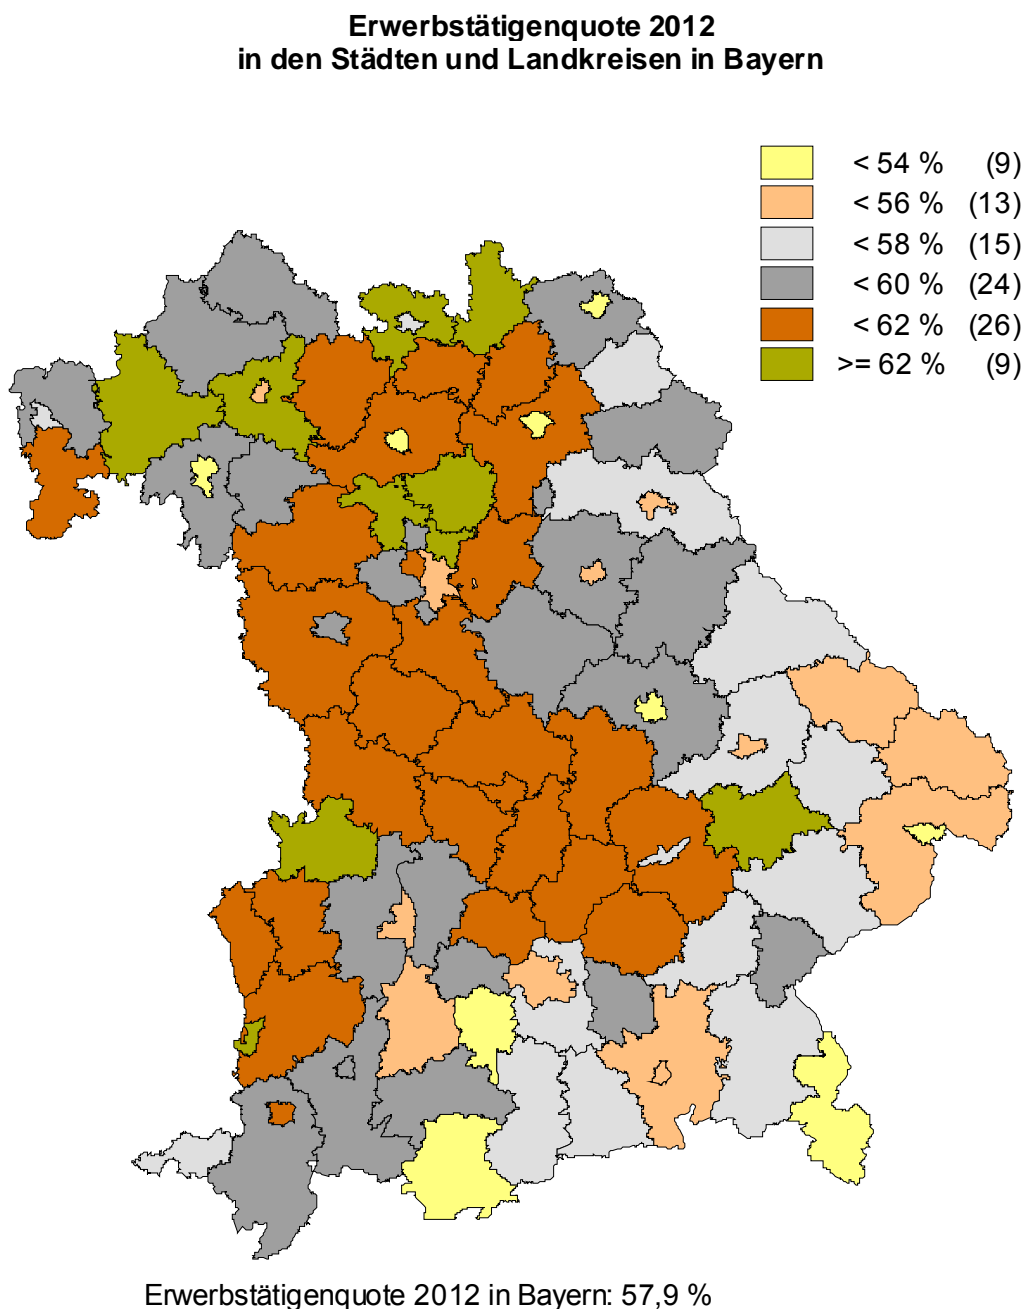 Erwerbstätigenquote 2012
in den Städten und Landkreisen in Bayern
< 54 % (9)
< 56 % (13)
< 58 % (15)
< 60 % (24)
< 62 % (26)
>= 62 % (9)
Erwerbstätigenquote 2012 in Bayern: 57,9 %